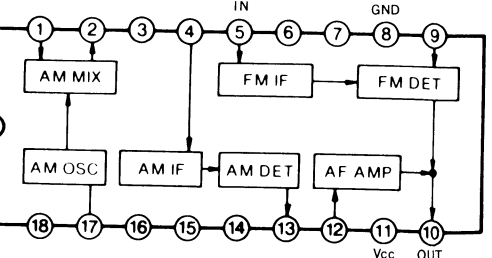 IN GND
1 2 3 4 5 6 7 8 9
AM MIX FM IF FM DET
AM OSC AM IF AM DET AF AMP
18 17 16 15 14 13 12 11 10
Vcc OUT